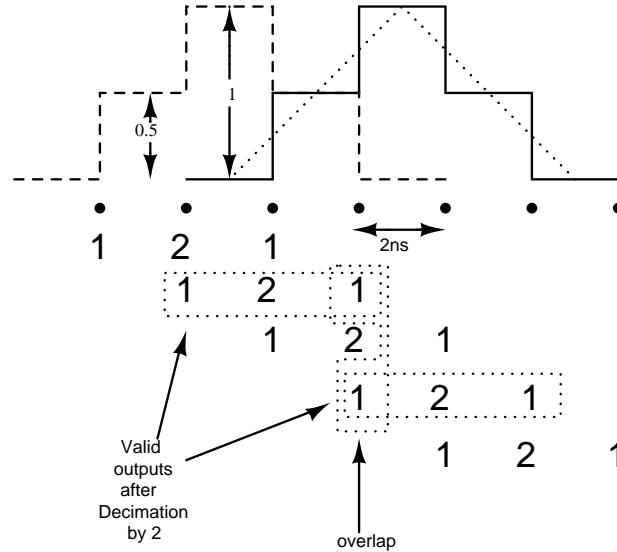 1
0.5
2ns
1 2 1
1 2 1
1 2 1
1 2 1
1 2 1
Valid
outputs
after
Decimation
by 2
overlap